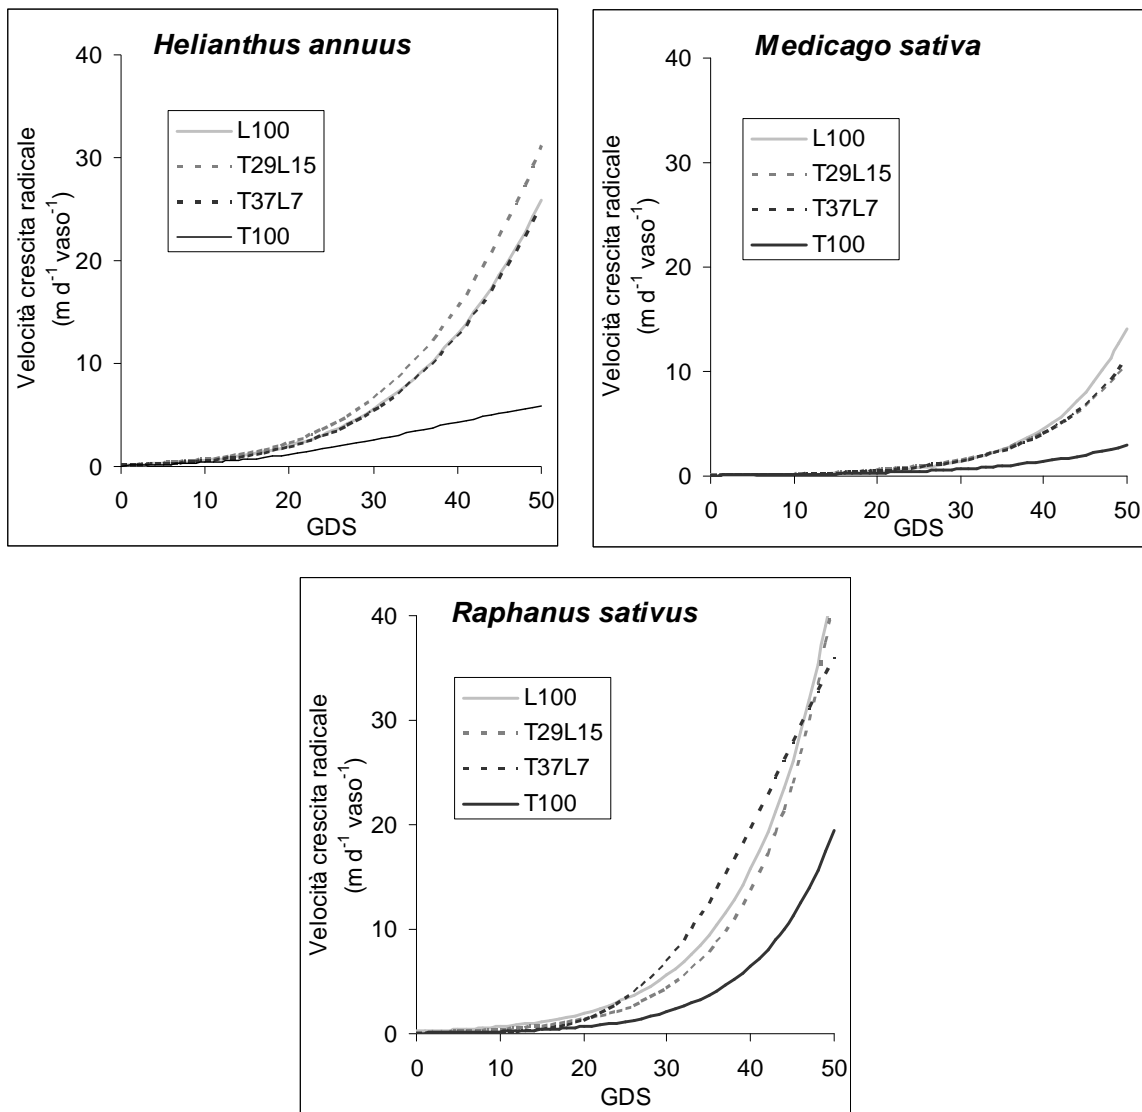 Helianthus annuus
Velocità crescita radicale
(m d⁻¹ vaso⁻¹)
40
30
20
10
0
L100
T29L15
T37L7
T100
0 10 20 30 40 50
GDS
Medicago sativa
Velocità crescita radicale
(m d⁻¹ vaso⁻¹)
40
30
20
10
0
L100
T29L15
T37L7
T100
0 10 20 30 40 50
GDS
Raphanus sativus
Velocità crescita radicale
(m d⁻¹ vaso⁻¹)
40
30
20
10
0
L100
T29L15
T37L7
T100
0 10 20 30 40 50
GDS